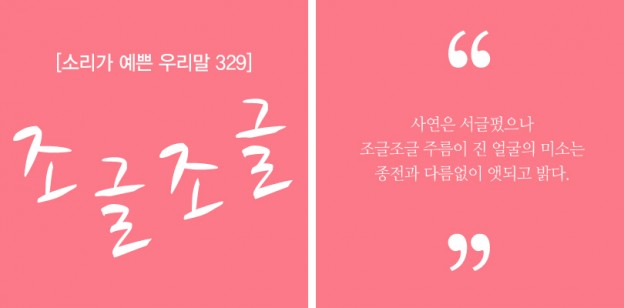 [소리가 예쁜 우리말 329]
조글조글
“
사연은 서글펐으나
조글조글 주름이 진 얼굴의 미소는
종전과 다름없이 앳되고 밝다.
”